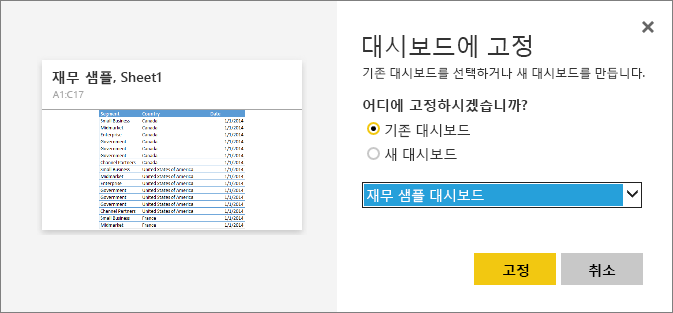 재무 샘플, Sheet1
A1:C17
Segment Country Date
Small Business Canada 1/1/2014
Midmarket Canada 1/1/2014
Enterprise Canada 1/1/2014
Government Canada 1/1/2014
Government Canada 1/1/2014
Government Canada 1/1/2014
Channel Partners Canada 1/1/2014
Small Business United States of America 1/1/2014
Midmarket United States of America 1/1/2014
Enterprise United States of America 1/1/2014
Government United States of America 1/1/2014
Government United States of America 1/1/2014
Government United States of America 1/1/2014
Channel Partners United States of America 1/1/2014
Small Business France 1/1/2014
Midmarket France 1/1/2014
대시보드에 고정
기존 대시보드를 선택하거나 새 대시보드를 만듭니다.
어디에 고정하시겠습니까?
기존 대시보드
새 대시보드
재무 샘플 대시보드
고정 취소